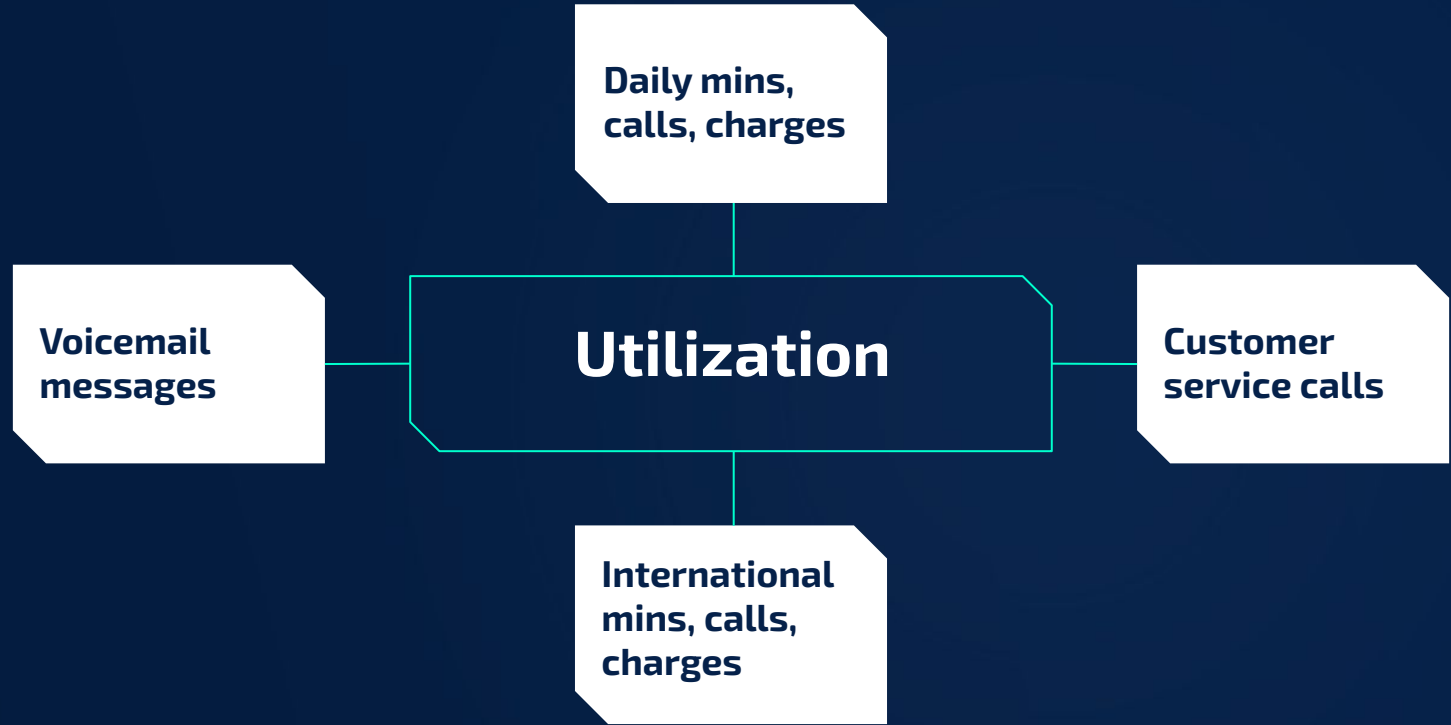 Daily mins,
calls, charges
Voicemail
messages
Utilization
Customer
service calls
International
mins, calls,
charges